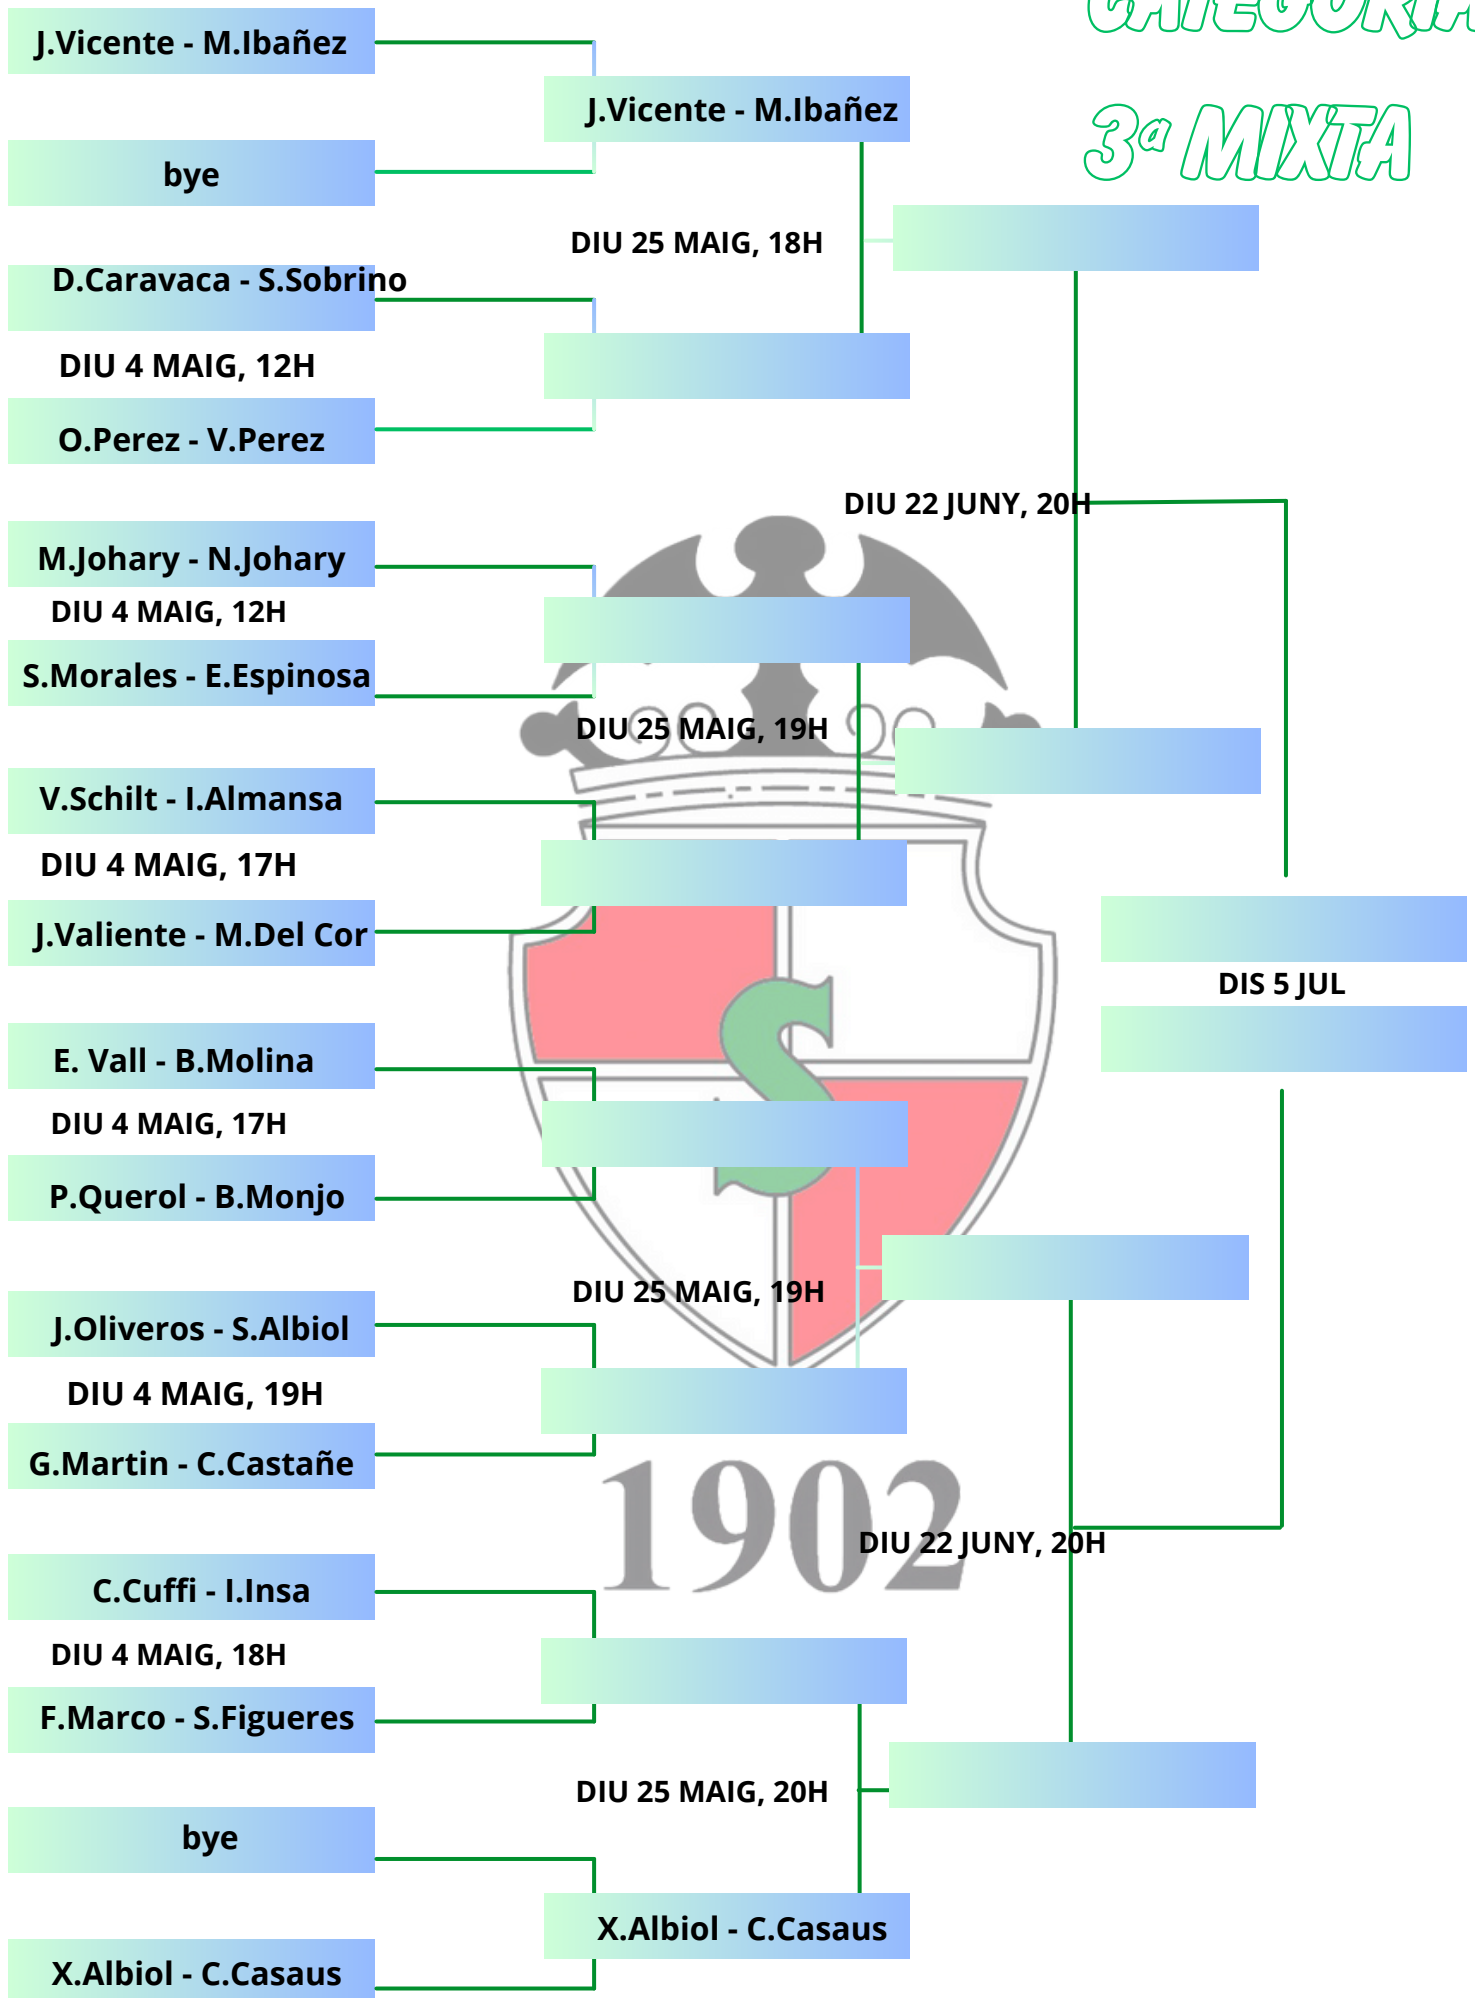 CATEGORIA
3ª MIXTA
J.Vicente - M.Ibañez
J.Vicente - M.Ibañez
bye
DIU 25 MAIG, 18H
D.Caravaca - S.Sobrino
DIU 4 MAIG, 12H
O.Perez - V.Perez
DIU 22 JUNY, 20H
M.Johary - N.Johary
DIU 4 MAIG, 12H
S.Morales - E.Espinosa
DIU 25 MAIG, 19H
V.Schilt - I.Almansa
DIU 4 MAIG, 17H
J.Valiente - M.Del Cor
DIS 5 JUL
S
E. Vall - B.Molina
DIU 4 MAIG, 17H
P.Querol - B.Monjo
DIU 25 MAIG, 19H
J.Oliveros - S.Albiol
DIU 4 MAIG, 19H
G.Martin - C.Castañe
1902
DIU 22 JUNY, 20H
C.Cuffi - I.Insa
DIU 4 MAIG, 18H
F.Marco - S.Figueres
DIU 25 MAIG, 20H
bye
X.Albiol - C.Casaus
X.Albiol - C.Casaus